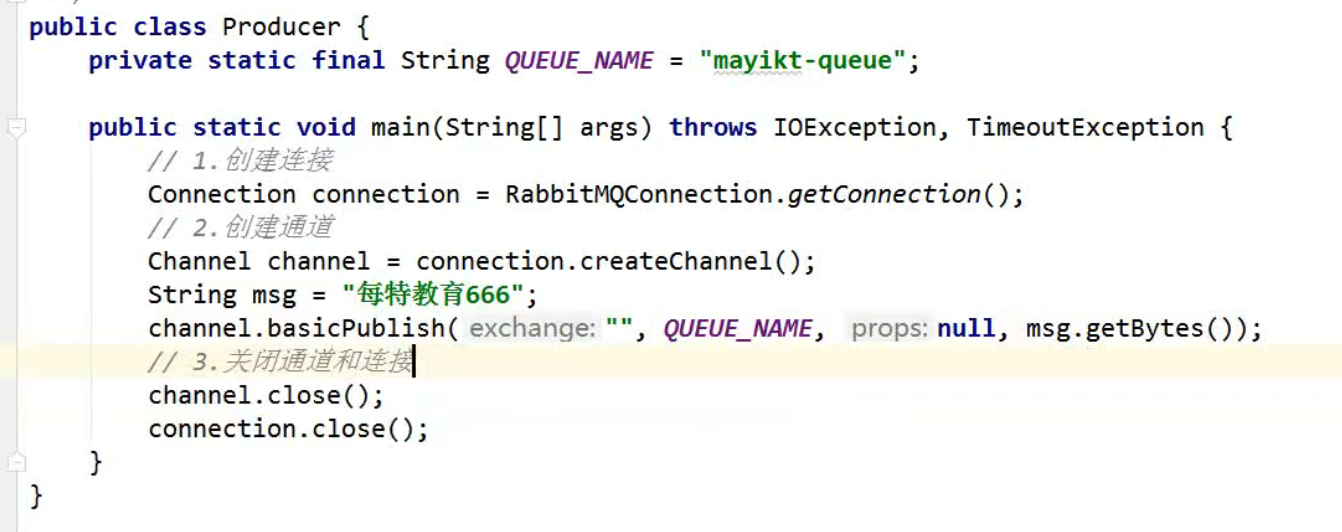 public class Producer {
private static final String QUEUE_NAME = "mayikt-queue";
public static void main(String[] args) throws IOException, TimeoutException {
// 1.创建连接
Connection connection = RabbitMQConnection.getConnection();
// 2.创建通道
Channel channel = connection.createChannel();
String msg = "每特教育666";
channel.basicPublish( exchange: "", QUEUE_NAME, props: null, msg.getBytes());
// 3.关闭通道和连接
channel.close();
connection.close();
}
}